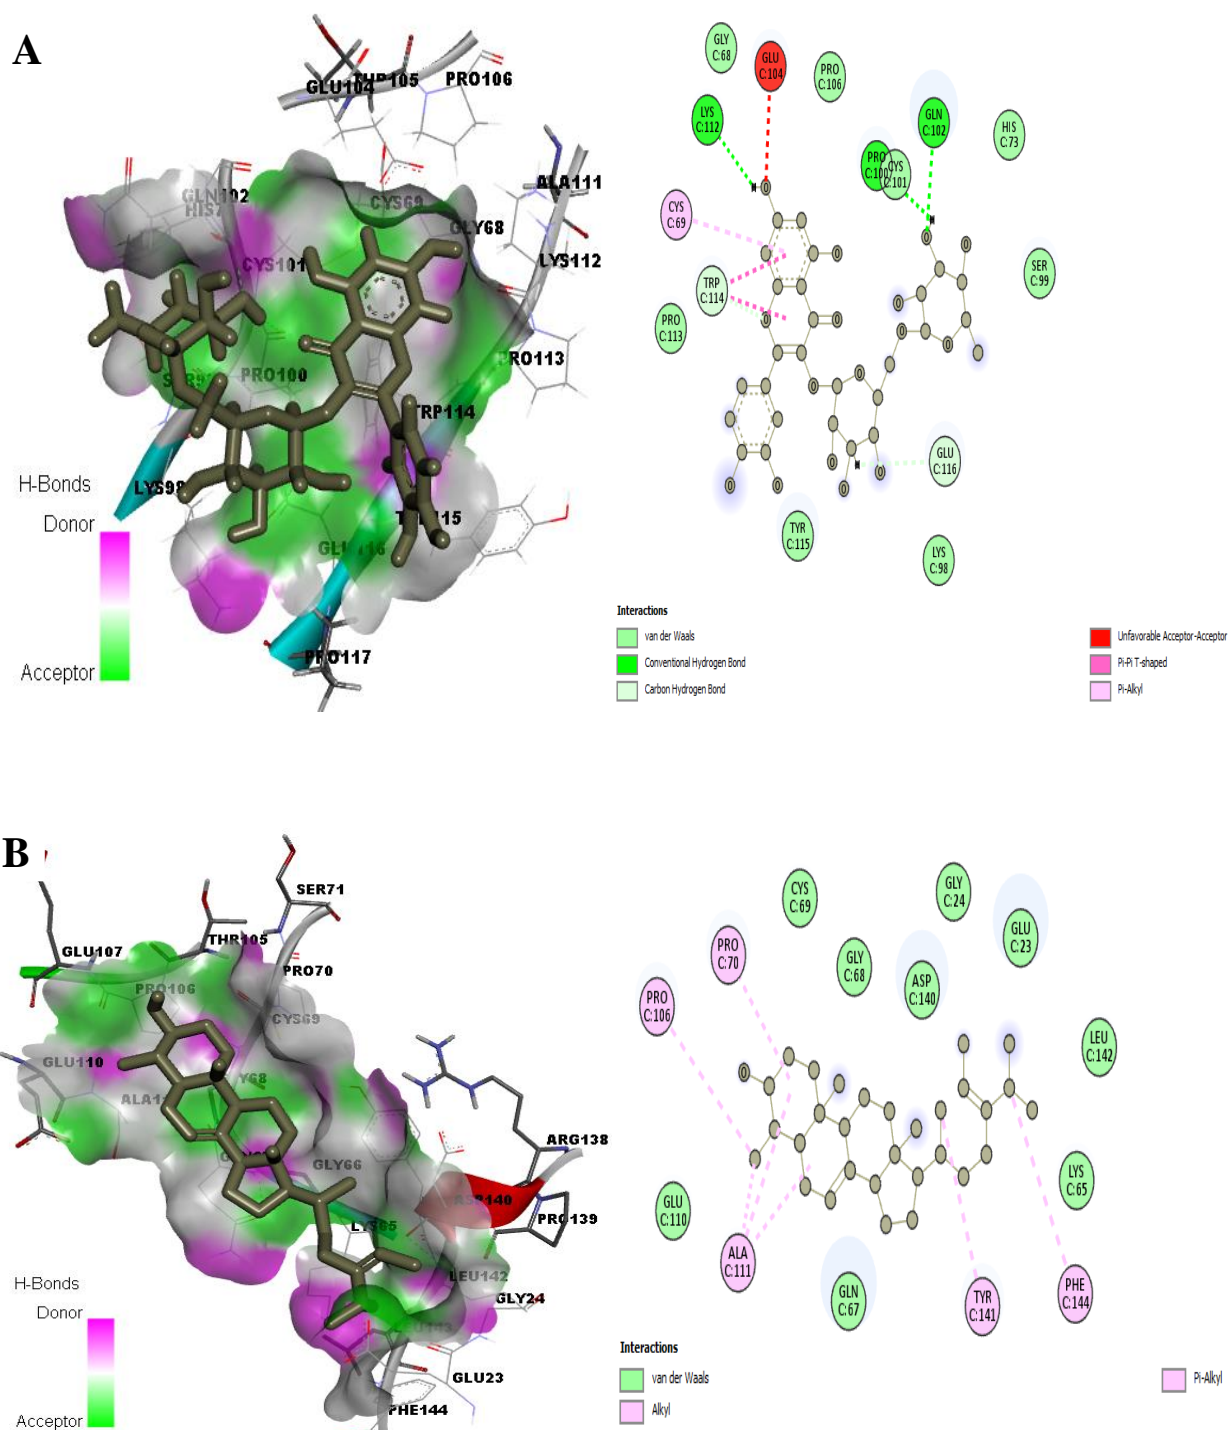 A
GLU104
THR105
PRO106
GLN102
CYS69
ALA111
GLY68
CYS101
LYS112
PRO100
PRO113
TRP114
LYS98
GLU116
PRO117
H-Bonds
Donor
Acceptor
GLY
C:68
GLU
C:104
PRO
C:106
LYS
C:112
GLN
C:102
HIS
C:73
PRO
C:100
CYS
C:101
CYS
C:69
SER
C:99
TRP
C:114
PRO
C:113
GLU
C:116
TYR
C:115
LYS
C:98
Interactions
van der Waals
Conventional Hydrogen Bond
Carbon Hydrogen Bond
Unfavorable Acceptor-Acceptor
Pi-Pi T-shaped
Pi-Alkyl
B
SER71
GLU107
THR105
PRO70
PRO106
CYS69
GLU110
GLY66
ARG138
ASP140
PRO139
LYS65
LEU142
GLY24
GLU23
PHE144
H-Bonds
Donor
Acceptor
CYS
C:69
GLY
C:24
PRO
C:70
GLU
C:23
GLY
C:68
ASP
C:140
PRO
C:106
LEU
C:142
LYS
C:65
GLU
C:110
ALA
C:111
GLN
C:67
TYR
C:141
PHE
C:144
Interactions
van der Waals
Alkyl
Pi-Alkyl